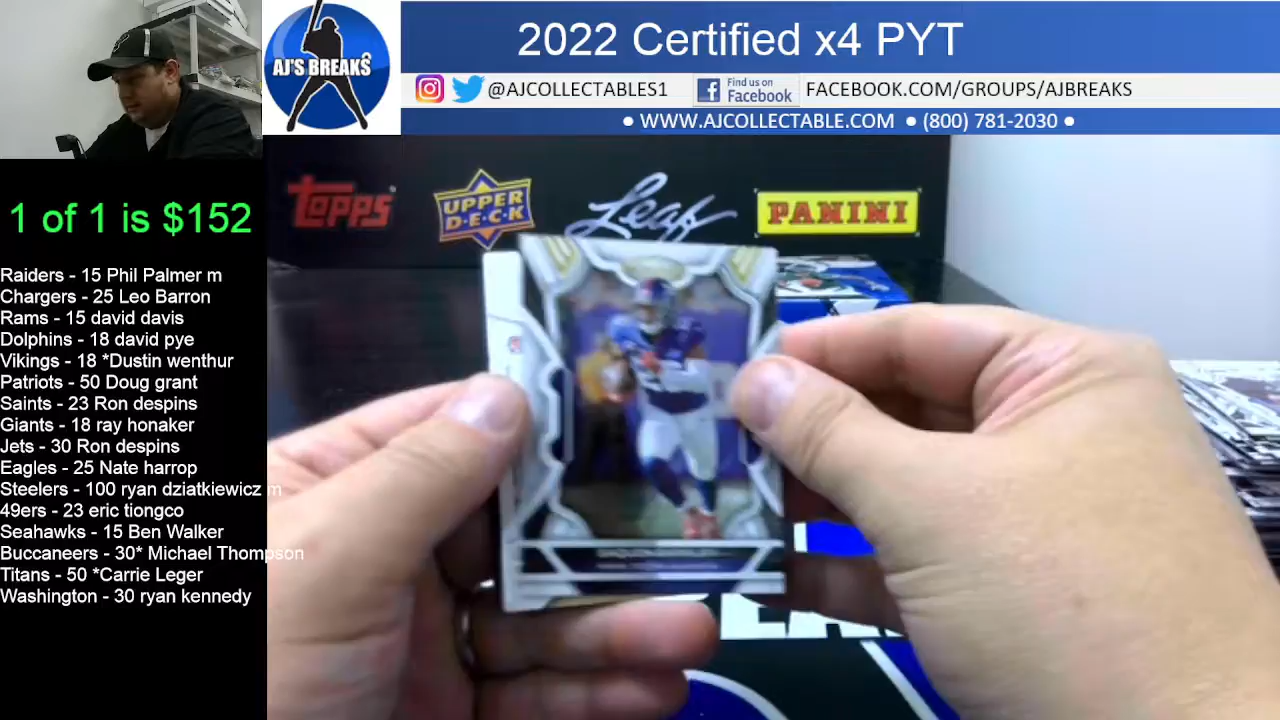 2022 Certified x4 PYT
AJ'S BREAKS
@AJCOLLECTABLES1
Find us on
Facebook
FACEBOOK.COM/GROUPS/AJBREAKS
● WWW.AJCOLLECTABLE.COM ● (800) 781-2030 ●
TOPPS
UPPER
D·E·C·K
Leaf
PANINI
1 of 1 is $152
Raiders - 15 Phil Palmer m
Chargers - 25 Leo Barron
Rams - 15 david davis
Dolphins - 18 david pye
Vikings - 18 *Dustin wenthur
Patriots - 50 Doug grant
Saints - 23 Ron despins
Giants - 18 ray honaker
Jets - 30 Ron despins
Eagles - 25 Nate harrop
Steelers - 100 ryan dziatkiewicz m
49ers - 23 eric tiongco
Seahawks - 15 Ben Walker
Buccaneers - 30* Michael Thompson
Titans - 50 *Carrie Leger
Washington - 30 ryan kennedy